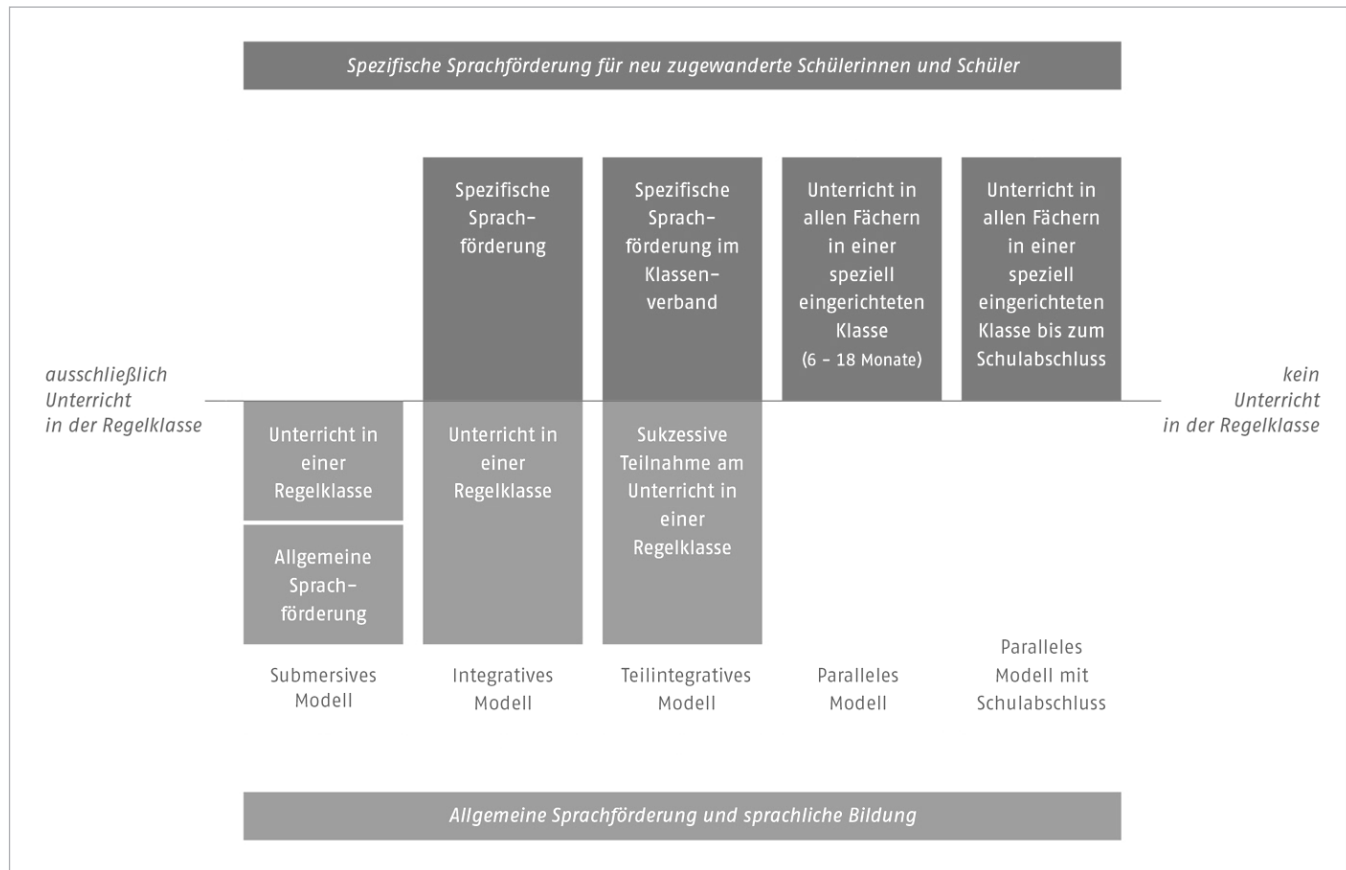 Spezifische Sprachförderung für neu zugewanderte Schülerinnen und Schüler
Spezifische
Sprach-
förderung
Spezifische
Sprach-
förderung im
Klassen-
verband
Unterricht in
allen Fächern
in einer
speziell
eingerichteten
Klasse
(6 – 18 Monate)
Unterricht in
allen Fächern
in einer
speziell
eingerichteten
Klasse bis zum
Schulabschluss
ausschließlich
Unterricht
in der Regelklasse
kein
Unterricht
in der Regelklasse
Unterricht in
einer
Regelklasse
Allgemeine
Sprach-
förderung
Unterricht in
einer
Regelklasse
Sukzessive
Teilnahme am
Unterricht in
einer
Regelklasse
Submersives
Modell
Integratives
Modell
Teilintegratives
Modell
Paralleles
Modell
Paralleles
Modell mit
Schulabschluss
Allgemeine Sprachförderung und sprachliche Bildung